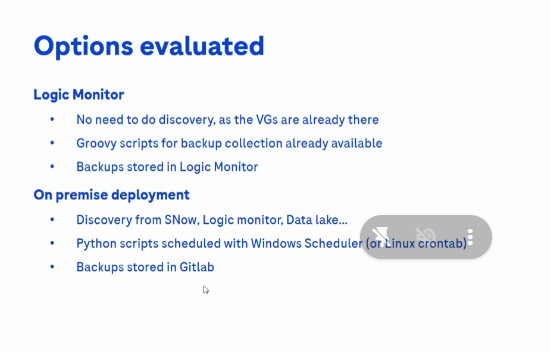 Options evaluated
Logic Monitor
• No need to do discovery, as the VGs are already there
• Groovy scripts for backup collection already available
• Backups stored in Logic Monitor
On premise deployment
• Discovery from SNow, Logic monitor, Data lake...
• Python scripts scheduled with Windows Scheduler (or Linux crontab)
• Backups stored in Gitlab